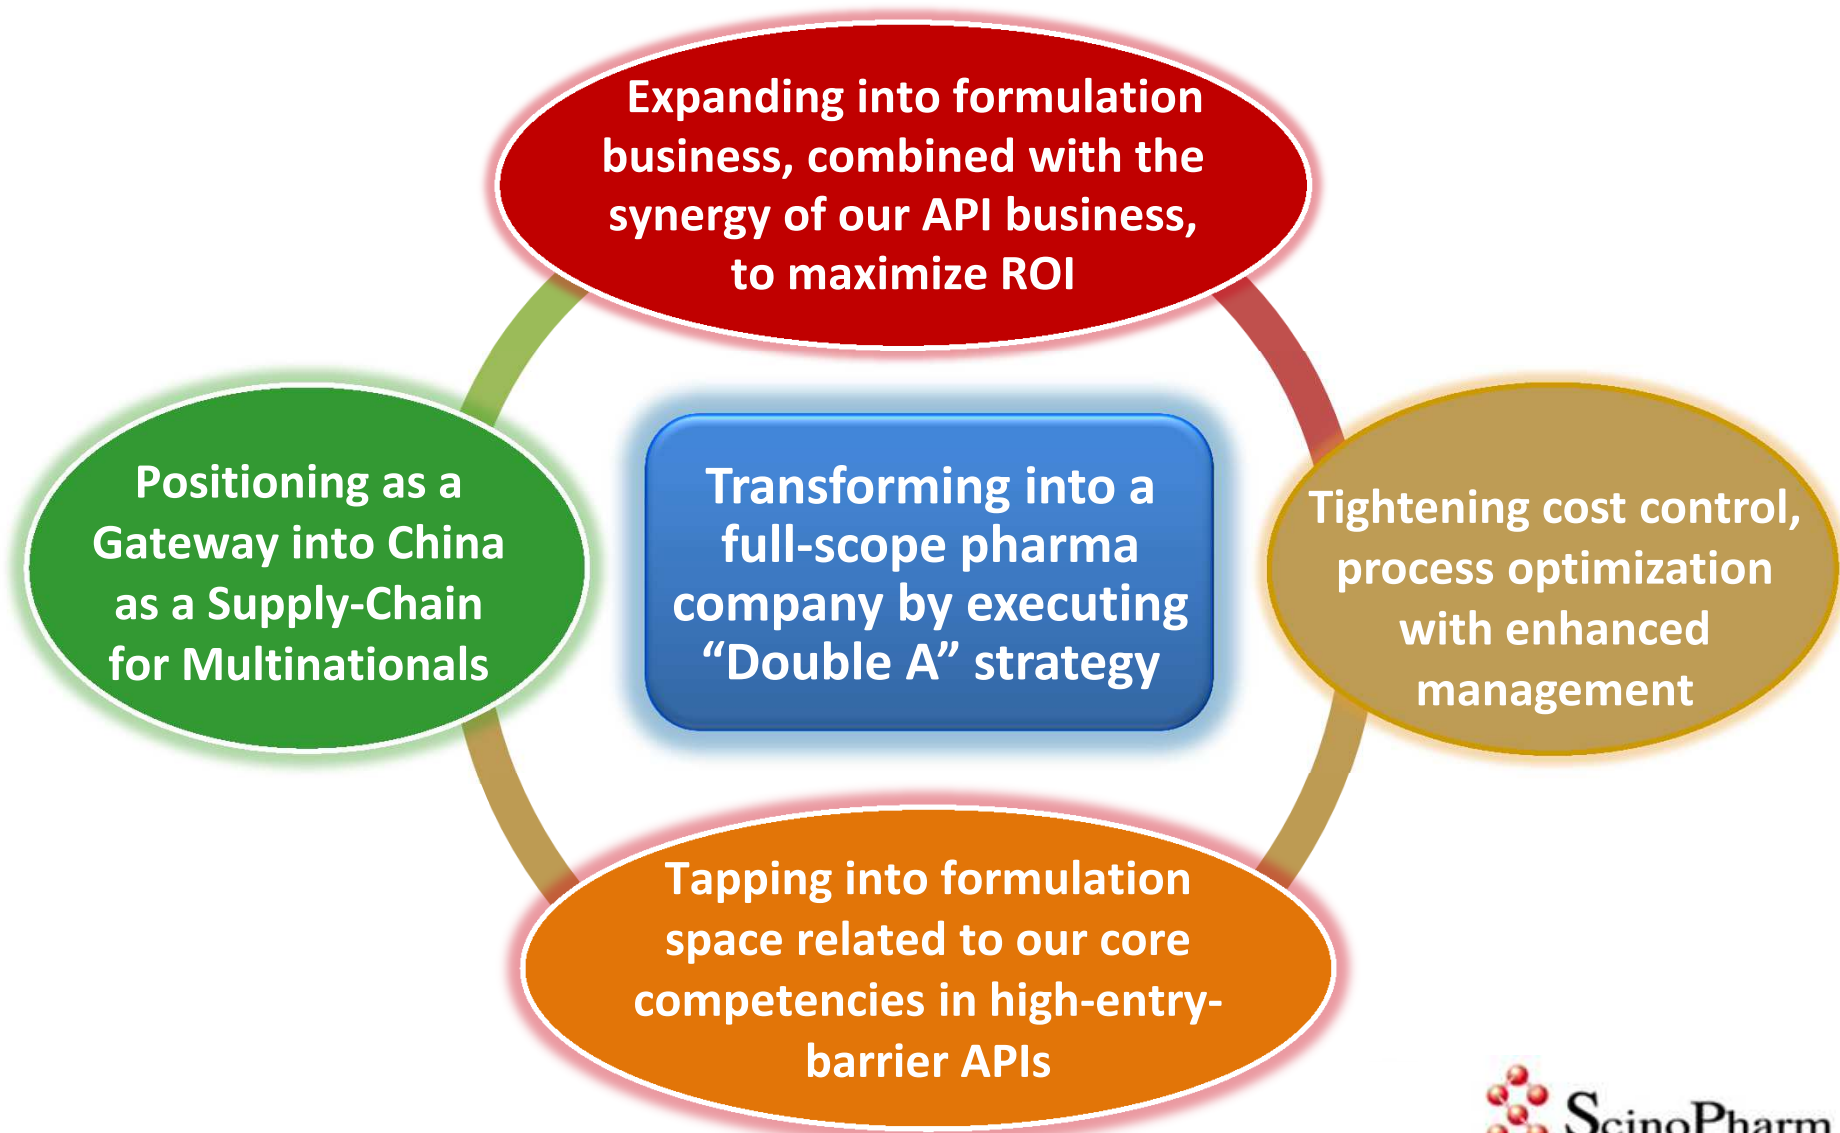 Expanding into formulation
business, combined with the
synergy of our API business,
to maximize ROI
Positioning as a
Gateway into China
as a Supply-Chain
for Multinationals
Transforming into a
full-scope pharma
company by executing
“Double A” strategy
Tightening cost control,
process optimization
with enhanced
management
Tapping into formulation
space related to our core
competencies in high-entry-
barrier APIs
ScinoPharm